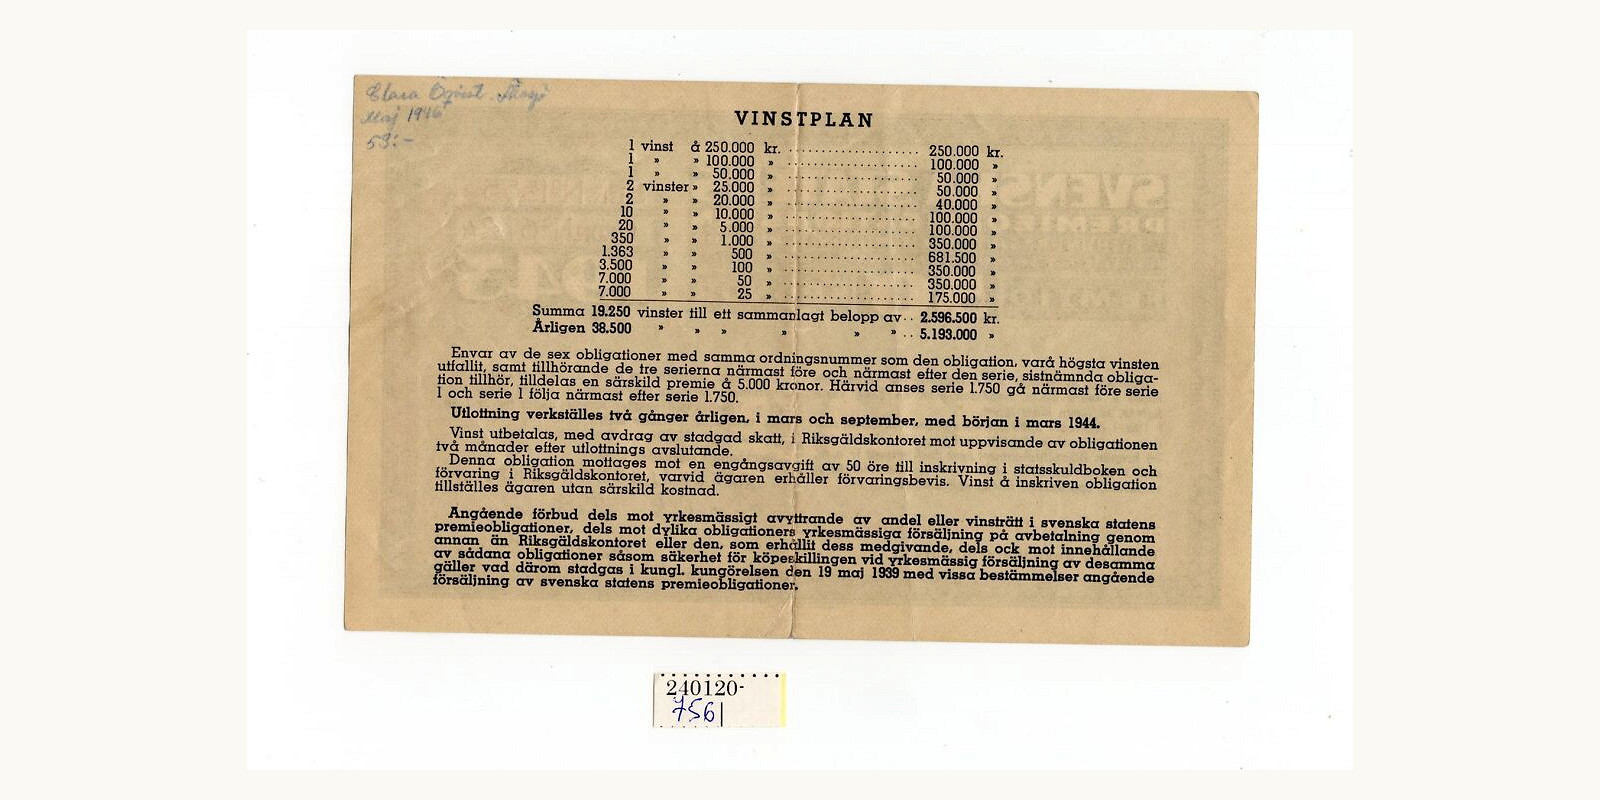 Maj 1946
53:-
VINSTPLAN
1 vinst å 250.000 kr. .................... 250.000 kr.
1 » » 100.000 » .................... 100.000 »
1 » » 50.000 » .................... 50.000 »
2 vinster » 25.000 » .................... 50.000 »
2 » » 20.000 » .................... 40.000 »
10 » » 10.000 » .................... 100.000 »
20 » » 5.000 » .................... 100.000 »
350 » » 1.000 » .................... 350.000 »
1.363 » » 500 » .................... 681.500 »
3.500 » » 100 » .................... 350.000 »
7.000 » » 50 » .................... 350.000 »
7.000 » » 25 » .................... 175.000 »
Summa 19.250 vinster till ett sammanlagt belopp av .. 2.596.500 kr.
Årligen 38.500 » » » » » » .. 5.193.000 »
Envar av de sex obligationer med samma ordningsnummer som den obligation, varå högsta vinsten
utfallit, samt tillhörande de tre serierna närmast före och närmast efter den serie, sistnämnda obliga-
tion tillhör, tilldelas en särskild premie å 5.000 kronor. Härvid anses serie 1.750 gå närmast före serie
1 och serie 1 följa närmast efter serie 1.750.
Utlottning verkställes två gånger årligen, i mars och september, med början i mars 1944.
Vinst utbetalas, med avdrag av stadgad skatt, i Riksgäldskontoret mot uppvisande av obligationen
två månader efter utlottnings avslutande.
Denna obligation mottages mot en engångsavgift av 50 öre till inskrivning i statsskuldboken och
förvaring i Riksgäldskontoret, varvid ägaren erhåller förvaringsbevis. Vinst å inskriven obligation
tillställes ägaren utan särskild kostnad.
Angående förbud dels mot yrkesmässigt avyttrande av andel eller vinsträtt i svenska statens
premieobligationer, dels mot dylika obligationers yrkesmässiga försäljning på avbetalning genom
annan än Riksgäldskontoret eller den, som erhållit dess medgivande, dels ock mot innehållande
av sådana obligationer såsom säkerhet för köpeskillingen vid yrkesmässig försäljning av desamma
gäller vad därom stadgas i kungl. kungörelsen den 19 maj 1939 med vissa bestämmelser angående
försäljning av svenska statens premieobligationer.
240120-
756